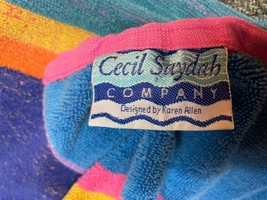 Cecil Saydah
COMPANY
Designed by Karen Allen